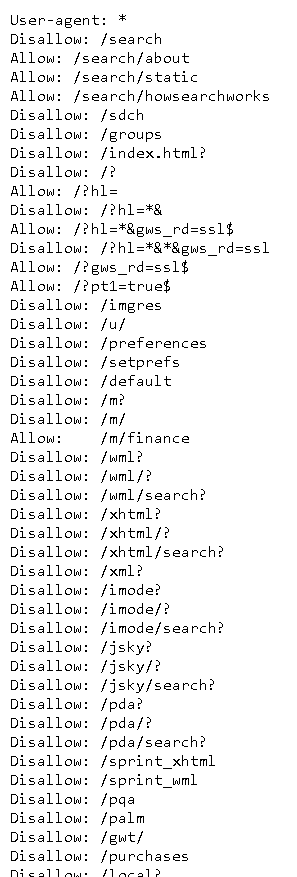 User-agent: *
Disallow: /search
Allow: /search/about
Allow: /search/static
Allow: /search/howsearchworks
Disallow: /sdch
Disallow: /groups
Disallow: /index.html?
Disallow: /?
Allow: /?hl=
Disallow: /?hl=*&
Allow: /?hl=*&gws_rd=ssl$
Disallow: /?hl=*&*&gws_rd=ssl
Allow: /?gws_rd=ssl$
Allow: /?pt1=true$
Disallow: /imgres
Disallow: /u/
Disallow: /preferences
Disallow: /setprefs
Disallow: /default
Disallow: /m?
Disallow: /m/
Allow:    /m/finance
Disallow: /wml?
Disallow: /wml/?
Disallow: /wml/search?
Disallow: /xhtml?
Disallow: /xhtml/?
Disallow: /xhtml/search?
Disallow: /xml?
Disallow: /imode?
Disallow: /imode/?
Disallow: /imode/search?
Disallow: /jsky?
Disallow: /jsky/?
Disallow: /jsky/search?
Disallow: /pda?
Disallow: /pda/?
Disallow: /pda/search?
Disallow: /sprint_xhtml
Disallow: /sprint_wml
Disallow: /pqa
Disallow: /palm
Disallow: /gwt/
Disallow: /purchases
Disallow: /local?